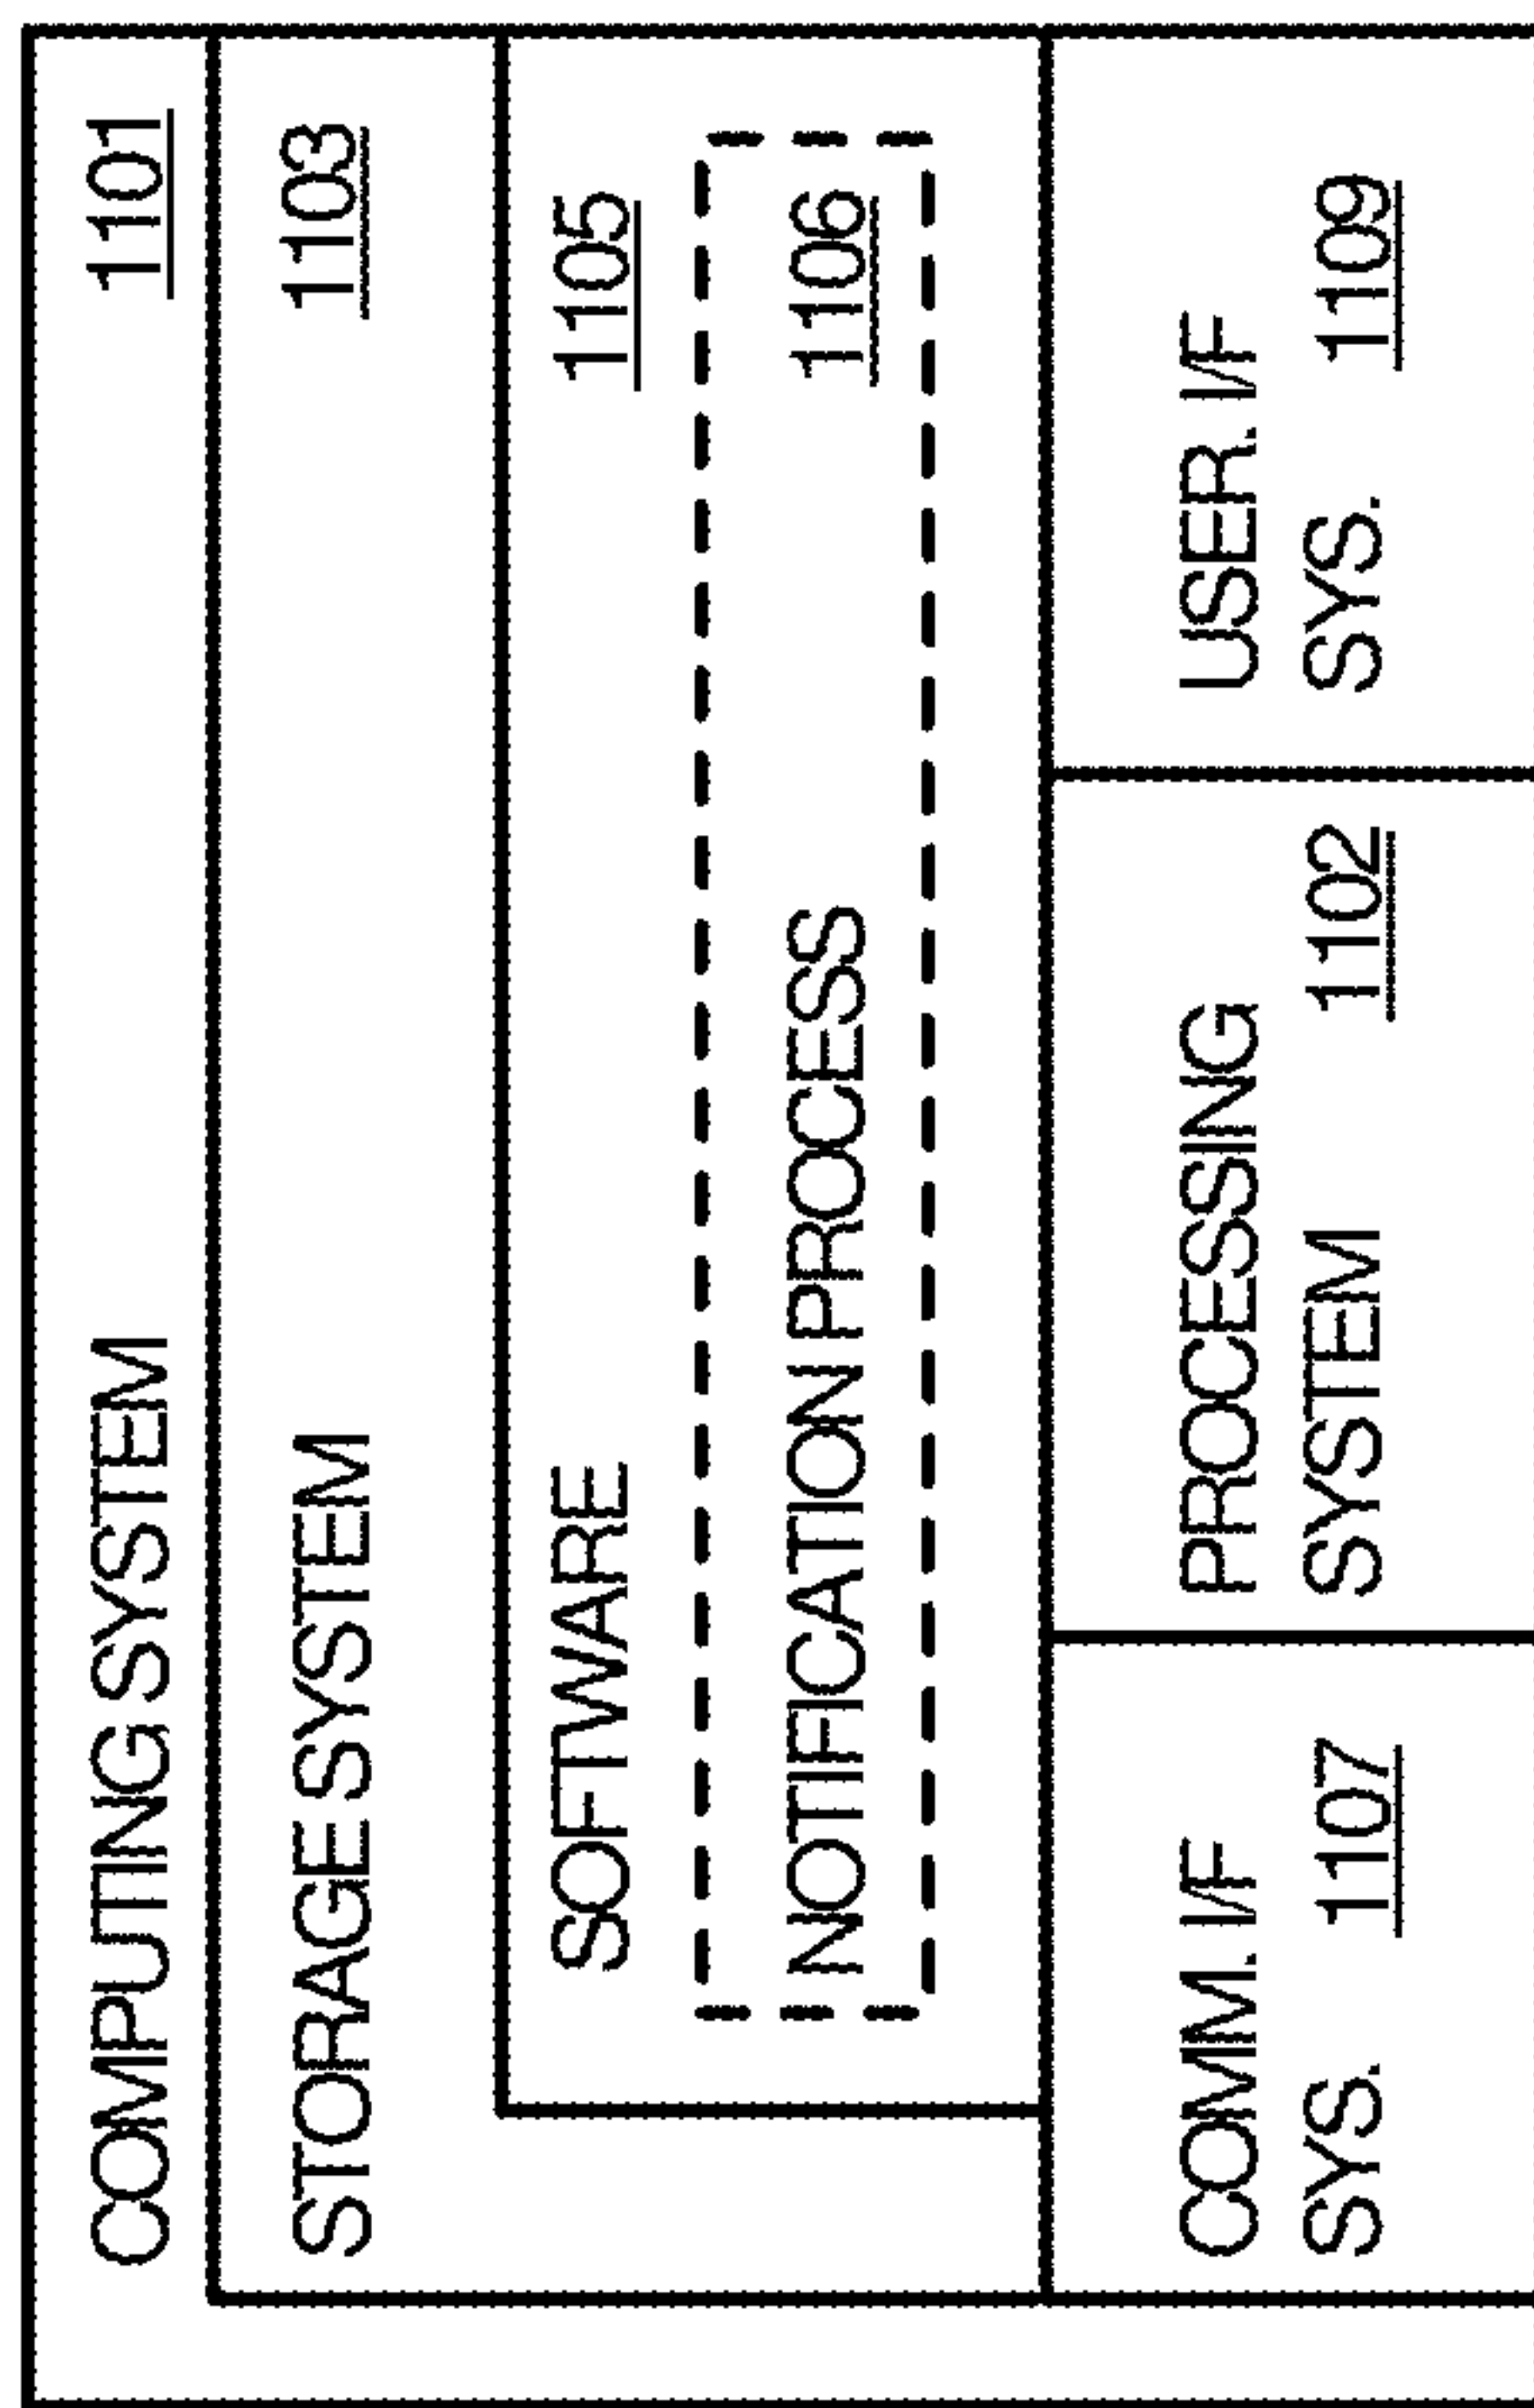 COMPUTING SYSTEM 1101
STORAGE SYSTEM 1103
SOFTWARE 1105
NOTIFICATION PROCESS 1106
COMM. I/F
SYS. 1107
PROCESSING
SYSTEM 1102
USER. I/F
SYS. 1109